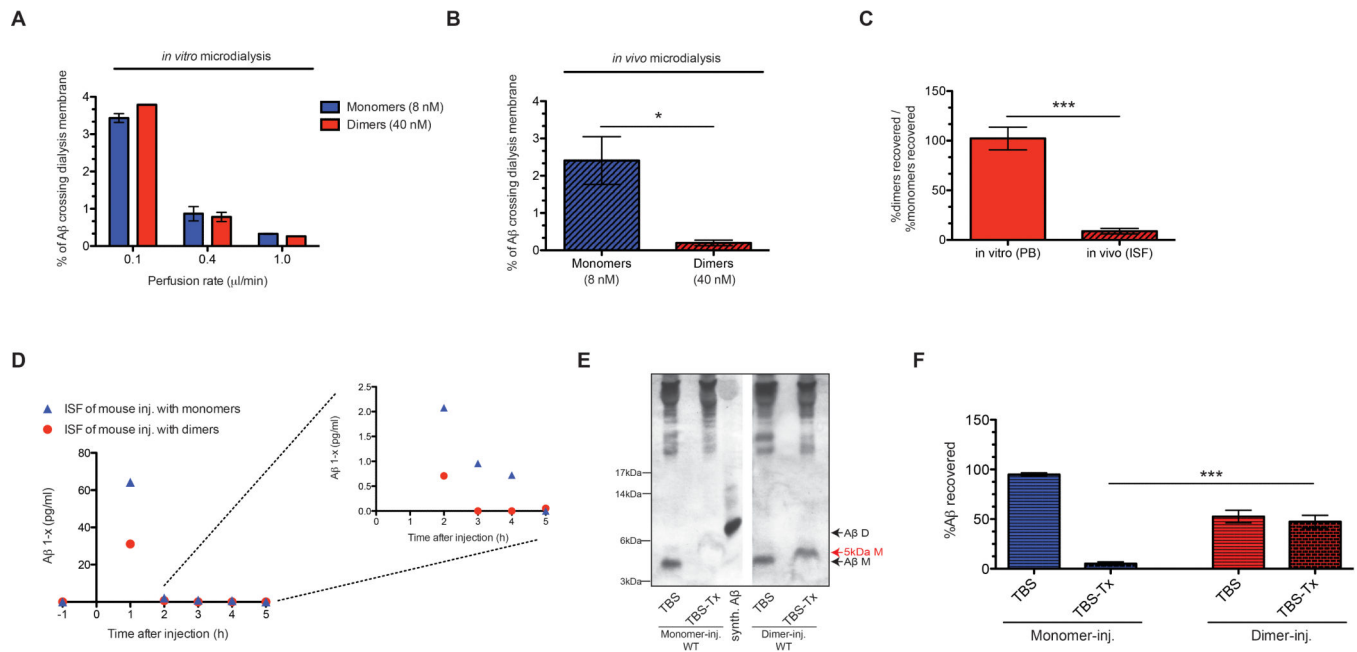 A
in vitro microdialysis
% of Aβ crossing dialysis membrane
4
3
2
1
0
0.1
0.4
1.0
Perfusion rate (μl/min)
Monomers (8 nM)
Dimers (40 nM)
B
in vivo microdialysis
% of Aβ crossing dialysis membrane
4
3
2
1
0
*
Monomers
(8 nM)
Dimers
(40 nM)
C
%dimers recovered /
%monomers recovered
150
100
50
0
***
in vitro (PB)
in vivo (ISF)
D
ISF of mouse inj. with monomers
ISF of mouse inj. with dimers
Aβ 1-x (pg/ml)
80
60
40
20
0
-1
0
1
2
3
4
5
Time after injection (h)
Aβ 1-x (pg/ml)
2.5
2.0
1.5
1.0
0.5
0.0
0
1
2
3
4
5
Time after injection (h)
E
17kDa
14kDa
6kDa
3kDa
Aβ D
5kDa M
Aβ M
TBS
TBS-Tx
synth. Aβ
TBS
TBS-Tx
Monomer-inj.
WT
Dimer-inj.
WT
F
%Aβ recovered
150
100
50
0
***
TBS
TBS-Tx
TBS
TBS-Tx
Monomer-inj.
Dimer-inj.